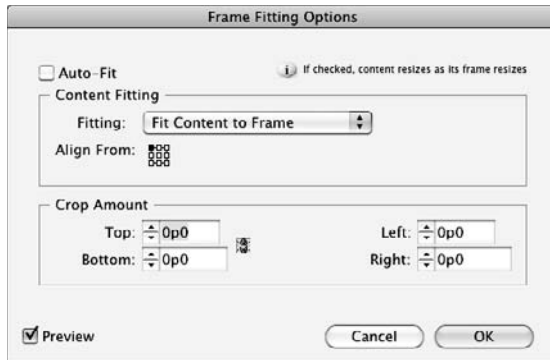 Frame Fitting Options
Auto-Fit
If checked, content resizes as its frame resizes
Content Fitting
Fitting: Fit Content to Frame
Align From:
Crop Amount
Top: 0p0 Left: 0p0
Bottom: 0p0 Right: 0p0
Preview Cancel OK